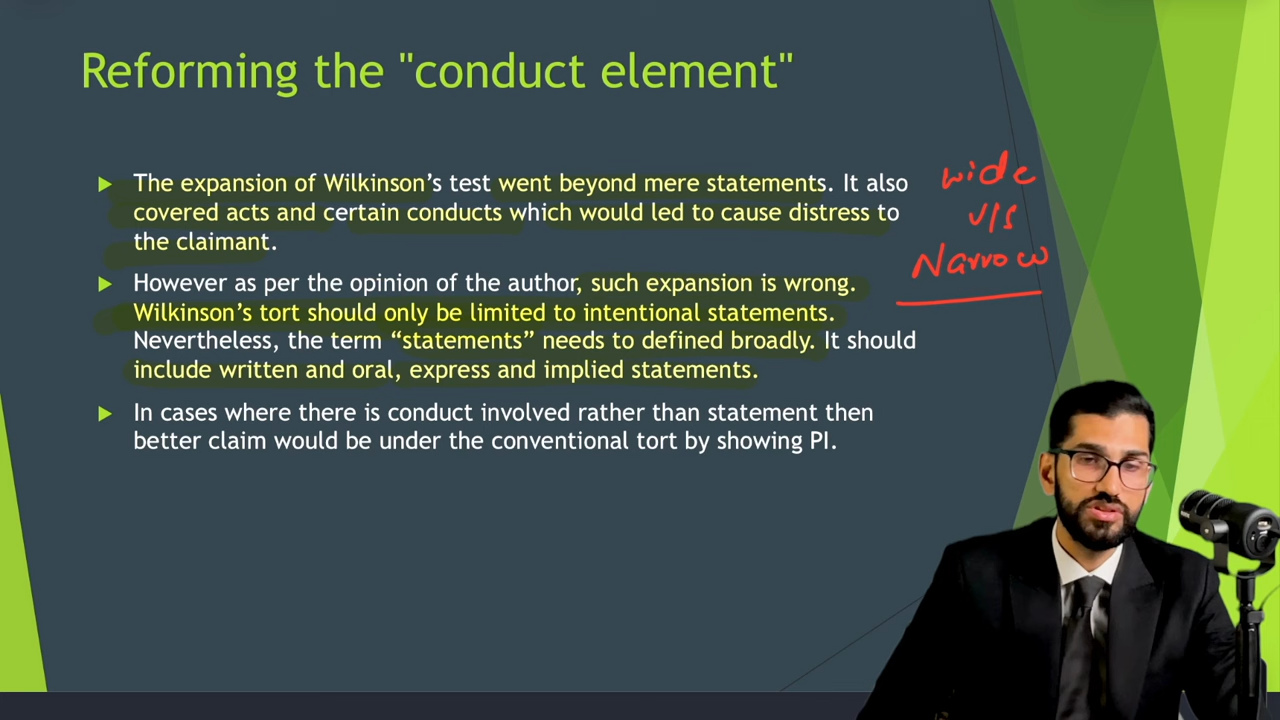 Reforming the "conduct element"
The expansion of Wilkinson's test went beyond mere statements. It also
covered acts and certain conducts which would led to cause distress to
the claimant.
However as per the opinion of the author, such expansion is wrong.
Wilkinson's tort should only be limited to intentional statements.
Nevertheless, the term “statements” needs to defined broadly. It should
include written and oral, express and implied statements.
In cases where there is conduct involved rather than statement then
better claim would be under the conventional tort by showing PI.
wide
v/s
Narrow